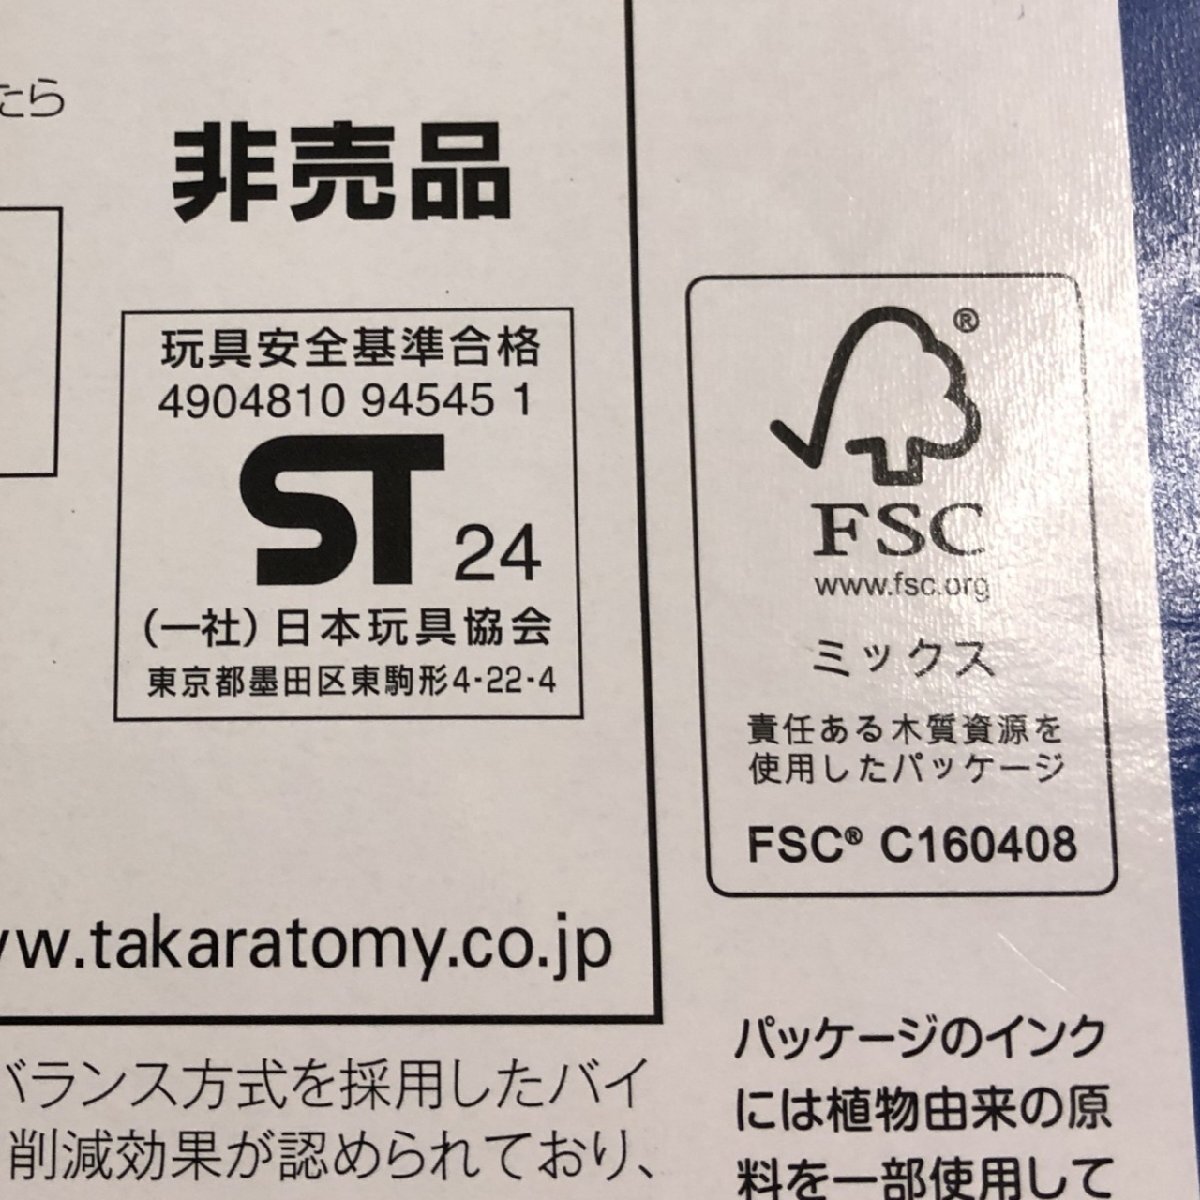 たら
非売品
玩具安全基準合格
4904810 94545 1
ST 24
(一社)日本玩具協会
東京都墨田区東駒形4-22-4
®
FSC
www.fsc.org
ミックス
責任ある木質資源を
使用したパッケージ
FSC® C160408
w.takaratomy.co.jp
バランス方式を採用したバイ
削減効果が認められており、
パッケージのインク
には植物由来の原
料を一部使用して